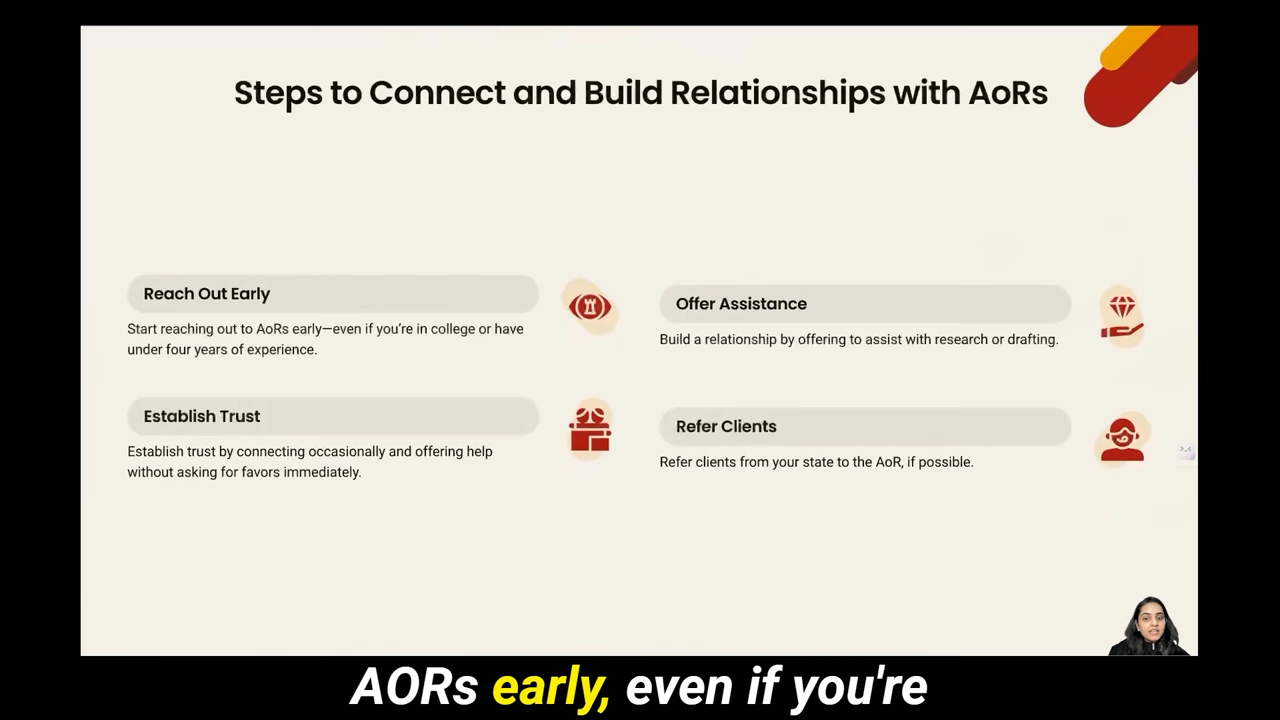 Steps to Connect and Build Relationships with AoRs
Reach Out Early
Start reaching out to AoRs early—even if you're in college or have
under four years of experience.
Offer Assistance
Build a relationship by offering to assist with research or drafting.
Establish Trust
Establish trust by connecting occasionally and offering help
without asking for favors immediately.
Refer Clients
Refer clients from your state to the AoR, if possible.
AORs early, even if you're